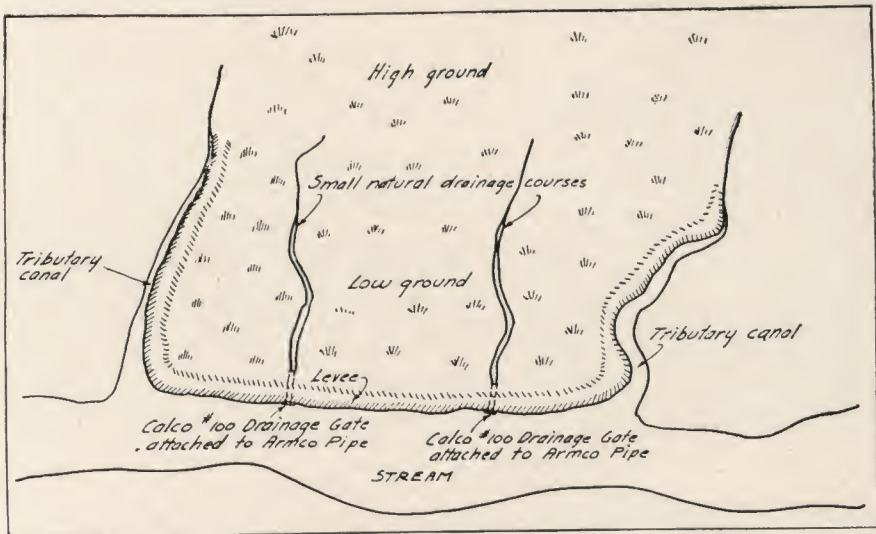 High ground
Small natural drainage courses
Tributary
canal
Low ground
Tributary canal
Levee
Calco #100 Drainage Gate
attached to Armco Pipe
Calco #100 Drainage Gate
attached to Armco Pipe
STREAM